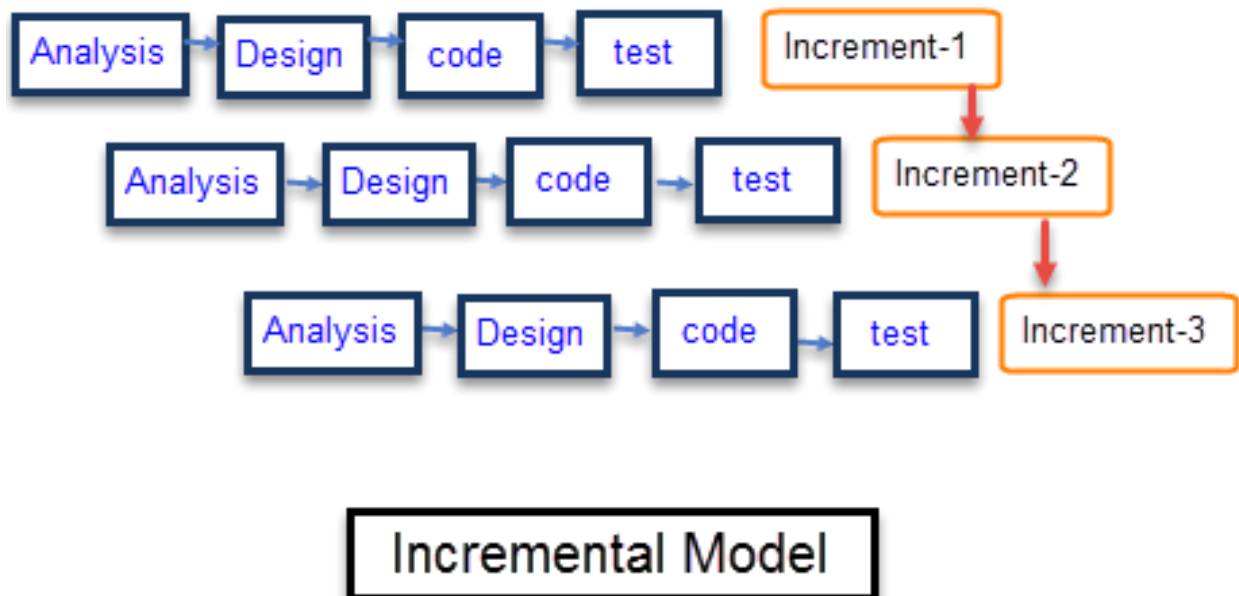 Analysis Design code test Increment-1
Analysis Design code test Increment-2
Analysis Design code test Increment-3
Incremental Model